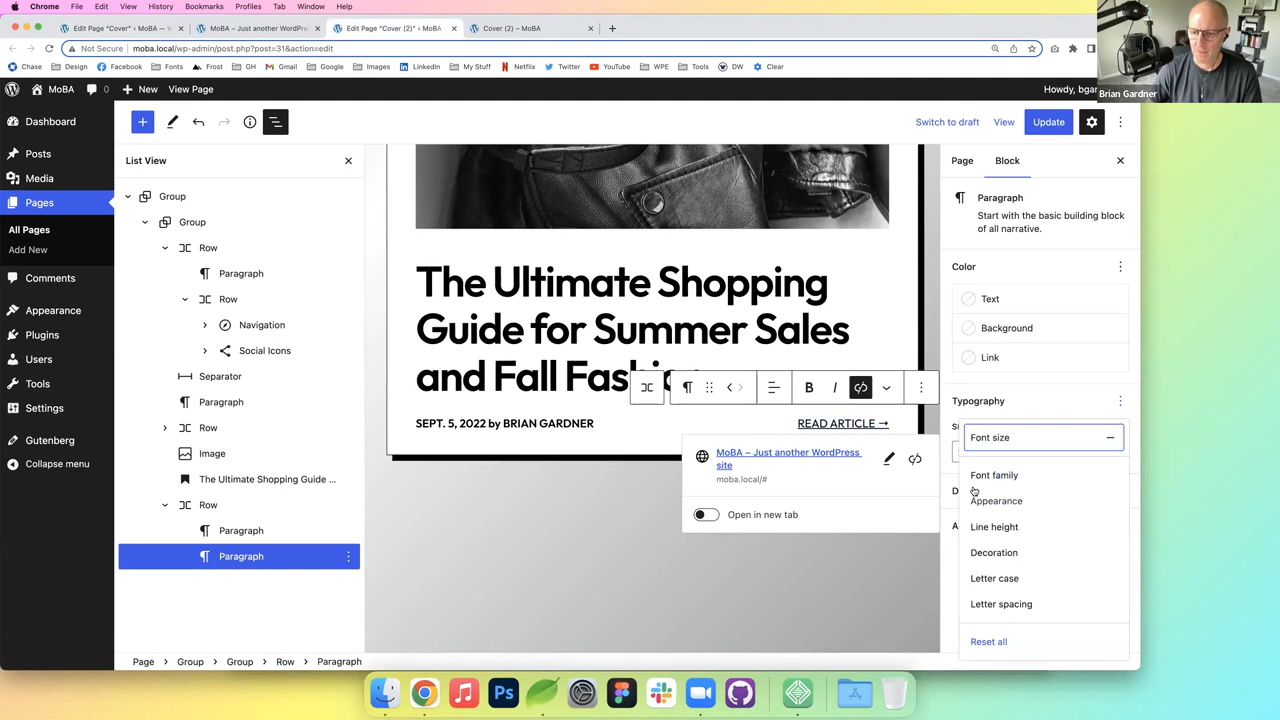 Chrome File Edit View History Bookmarks Profiles Tab Window Help
Edit Page "Cover" ‹ MoBA —
MoBA – Just another WordPress
Edit Page "Cover (2)" ‹ MoBA
Cover (2) – MoBA
Not Secure moba.local/wp-admin/post.php?post=31&action=edit
Chase Design Facebook Fonts GH Gmail Google Images LinkedIn My Stuff Netflix Twitter YouTube WPE Tools DW Clear
Brian Gardner
MoBA 0 New View Page
Howdy, bgar
Dashboard
Posts
Media
Pages
All Pages
Add New
Comments
Appearance
Plugins
Users
Tools
Settings
Gutenberg
Collapse menu
Switch to draft View Update
List View
Group
Group
Row
Paragraph
Row
Navigation
Social Icons
Separator
Paragraph
Row
Image
The Ultimate Shopping Guide ...
Row
Paragraph
Paragraph
The Ultimate Shopping
Guide for Summer Sales
and Fall Fashion
B I
SEPT. 5, 2022 by BRIAN GARDNER
READ ARTICLE →
MoBA – Just another WordPress
site
moba.local/#
Open in new tab
Page Block
Paragraph
Start with the basic building block
of all narrative.
Color
Text
Background
Link
Typography
Font size
Font family
Appearance
Line height
Decoration
Letter case
Letter spacing
Reset all
Page › Group › Group › Row › Paragraph
Ps